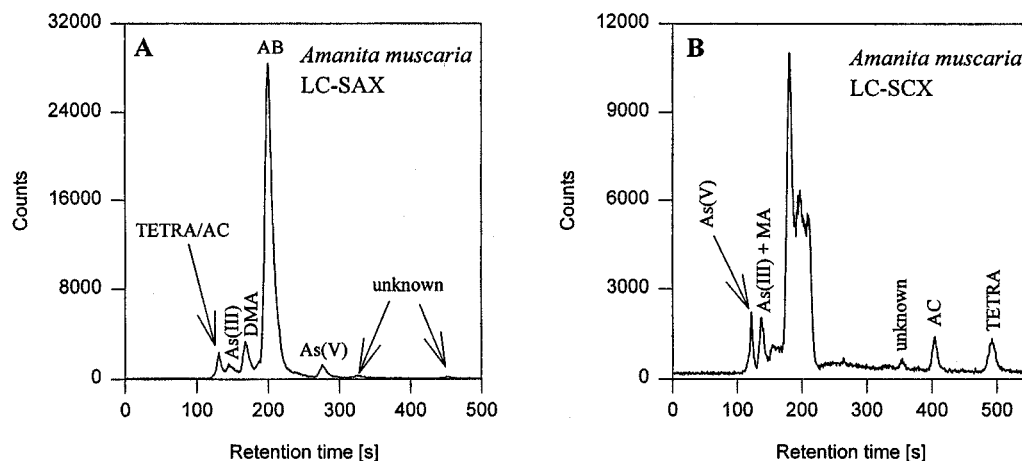 A
AB
Amanita muscaria
LC-SAX
32000
24000
16000
8000
0
Counts
TETRA/AC
As(III)
DMA
As(V)
unknown
0 100 200 300 400 500
Retention time [s]
B
Amanita muscaria
LC-SCX
12000
9000
6000
3000
0
Counts
As(V)
As(III) + MA
unknown
AC
TETRA
0 100 200 300 400 500
Retention time [s]